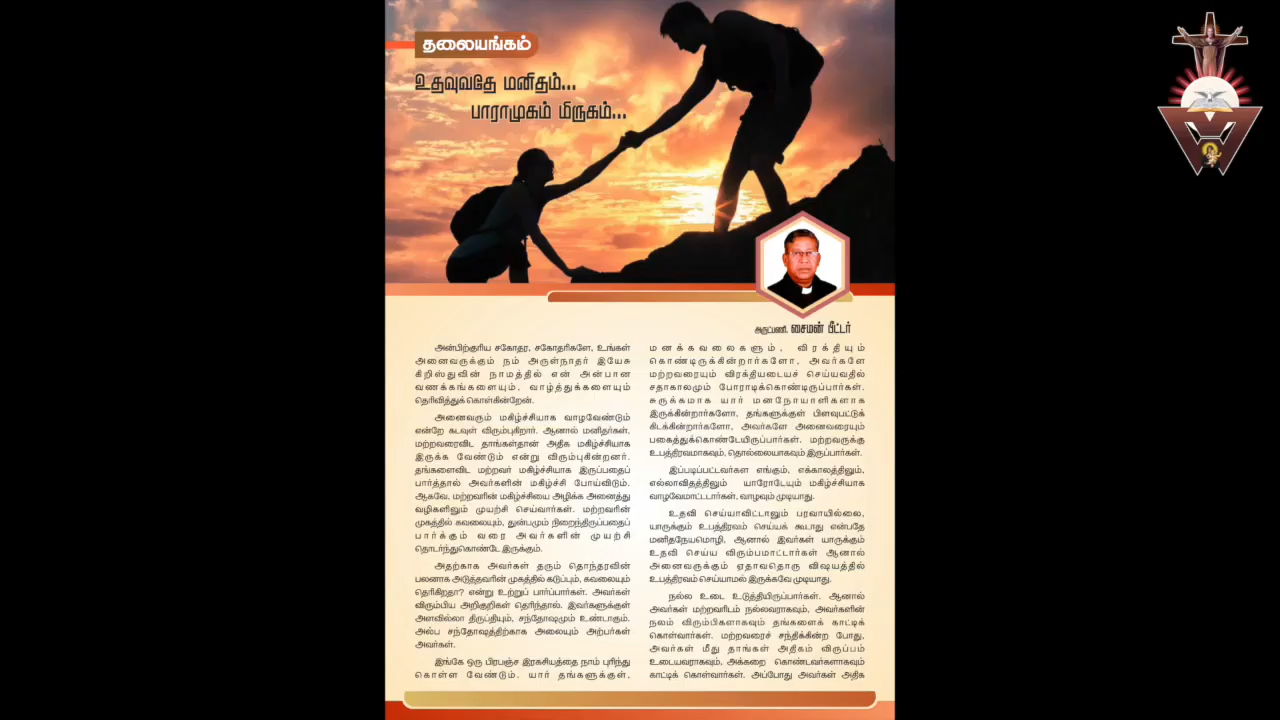 தலையங்கம்
உதவுவதே மனிதம்...
பாராமுகம் மிருகம்...
அருட்பணி. சைமன் பீட்டர்
அன்பிற்குரிய சகோதர, சகோதரிகளே, உங்கள்
அனைவருக்கும் நம் அருள்நாதர் இயேசு
கிறிஸ்துவின் நாமத்தில் என் அன்பான
வணக்கங்களையும், வாழ்த்துக்களையும்
தெரிவித்துக் கொள்கின்றேன்.
அனைவரும் மகிழ்ச்சியாக வாழவேண்டும்
என்றே கடவுள் விரும்புகிறார். ஆனால் மனிதர்கள்,
மற்றவரைவிட தாங்கள்தான் அதிக மகிழ்ச்சியாக
இருக்க வேண்டும் என்று விரும்புகின்றனர்.
தங்களைவிட மற்றவர் மகிழ்ச்சியாக இருப்பதைப்
பார்த்தால் அவர்களின் மகிழ்ச்சி போய்விடும்.
ஆகவே, மற்றவரின் மகிழ்ச்சியை அழிக்க அனைத்து
வழிகளிலும் முயற்சி செய்வார்கள். மற்றவரின்
முகத்தில் கவலையும், துன்பமும் நிறைந்திருப்பதைப்
பார்க்கும் வரை அவர்களின் முயற்சி
தொடர்ந்துகொண்டே இருக்கும்.
அதற்காக அவர்கள் தரும் தொந்தரவின்
பலனாக அடுத்தவரின் முகத்தில் கடுப்பும், கவலையும்
தெரிகிறதா? என்று உற்றுப் பார்ப்பார்கள். அவர்கள்
விரும்பிய அறிகுறிகள் தெரிந்தால். இவர்களுக்குள்
அளவில்லா திருப்தியும், சந்தோஷமும் உண்டாகும்.
அல்ப சந்தோஷத்திற்காக அலையும் அற்பர்கள்
அவர்கள்.
இங்கே ஒரு பிரபஞ்ச இரகசியத்தை நாம் புரிந்து
கொள்ள வேண்டும். யார் தங்களுக்குள்,
மனக்கவலைகளும், விரக்தியும்
கொண்டிருக்கின்றார்களோ, அவர்களே
மற்றவரையும் விரக்தியடையச் செய்வதில்
சதாகாலமும் போராடிக்கொண்டிருப்பார்கள்.
சுருக்கமாக யார் மனநோயாளிகளாக
இருக்கின்றார்களோ, தங்களுக்குள் பிளவுபட்டுக்
கிடக்கின்றார்களோ, அவர்களே அனைவரையும்
பகைத்துக்கொண்டேயிருப்பார்கள். மற்றவருக்கு
உபத்திரவமாகவும், தொல்லையாகவும் இருப்பார்கள்.
இப்படிப்பட்டவர்கள எங்கும், எக்காலத்திலும்,
எல்லாவிதத்திலும் யாரோடேயும் மகிழ்ச்சியாக
வாழவேமாட்டார்கள், வாழவும் முடியாது.
உதவி செய்யாவிட்டாலும் பரவாயில்லை,
யாருக்கும் உபத்திரவம் செய்யக் கூடாது என்பதே
மனிதநேயமொழி, ஆனால் இவர்கள் யாருக்கும்
உதவி செய்ய விரும்பமாட்டார்கள் ஆனால்
அனைவருக்கும் ஏதாவதொரு விஷயத்தில்
உபத்திரவம் செய்யாமல் இருக்கவே முடியாது.
நல்ல உடை உடுத்தியிருப்பார்கள். ஆனால்
அவர்கள் மற்றவரிடம் நல்லவராகவும், அவர்களின்
நலம் விரும்பிகளாகவும் தங்களைக் காட்டிக்
கொள்வார்கள். மற்றவரைச் சந்திக்கின்ற போது,
அவர்கள் மீது தாங்கள் அதிகம் விருப்பம்
உடையவராகவும், அக்கறை கொண்டவர்களாகவும்
காட்டிக் கொள்வார்கள். அப்போது அவர்கள் அதிக